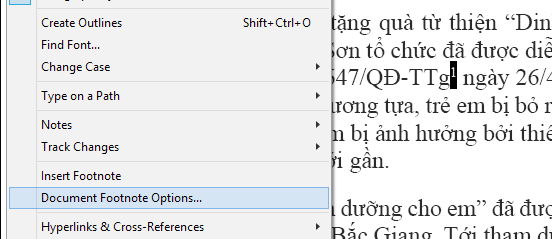 Create Outlines Shift+Ctrl+O
Find Font...
Change Case
Type on a Path
Notes
Track Changes
Insert Footnote
Document Footnote Options...
Hyperlinks & Cross-References
tặng quà từ thiện “Din
Sơn tổ chức đã được diễ
547/QĐ-TTg1 ngày 26/4
ương tựa, trẻ em bị bỏ r
m bị ảnh hưởng bởi thiê
ới gần.
n dưỡng cho em” đã đượ
Bắc Giang. Tới tham dự